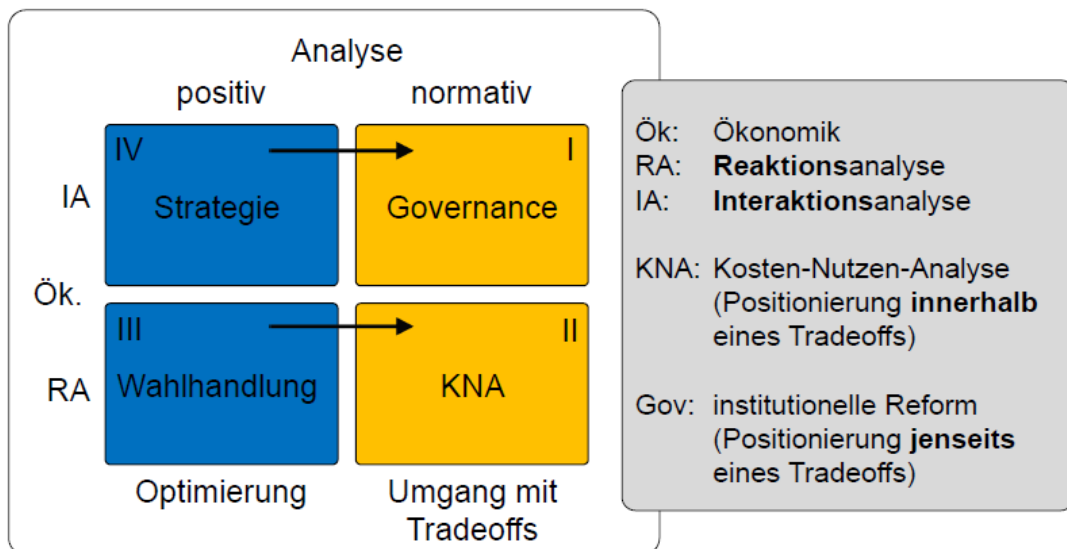 Analyse
positiv normativ
IV I
IA Strategie Governance
Ök.
III II
RA Wahlhandlung KNA
Optimierung Umgang mit
Tradeoffs
Ök: Ökonomik
RA: Reaktionsanalyse
IA: Interaktionsanalyse
KNA: Kosten-Nutzen-Analyse
(Positionierung innerhalb
eines Tradeoffs)
Gov: institutionelle Reform
(Positionierung jenseits
eines Tradeoffs)